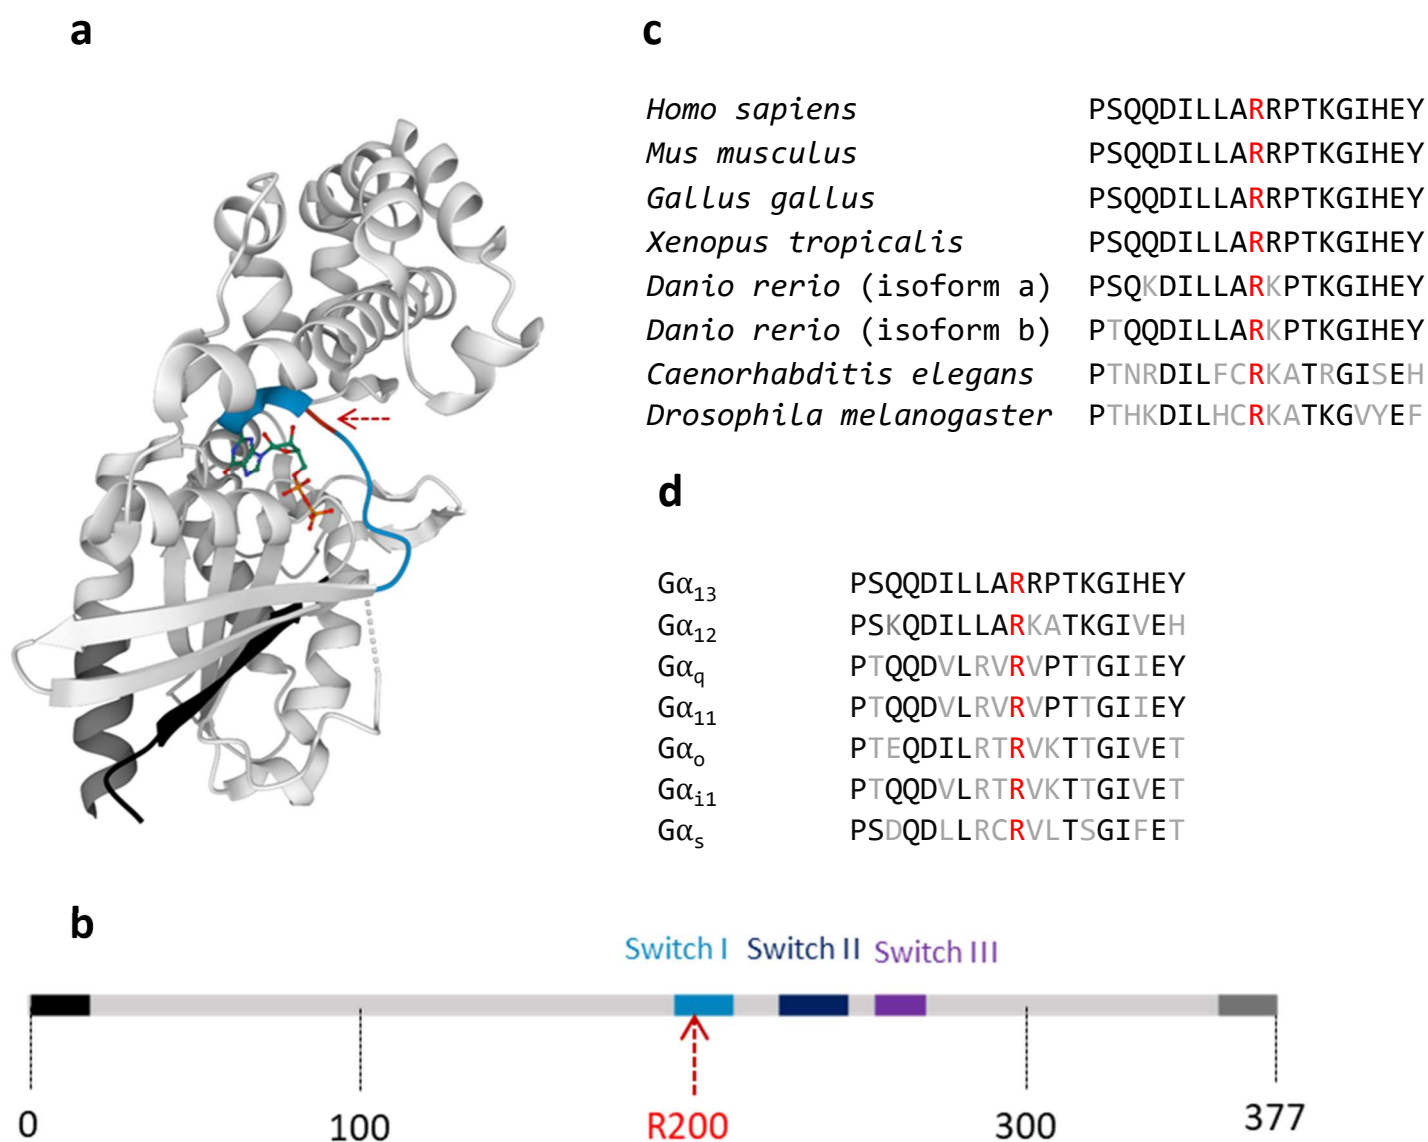 a
c
Homo sapiens PSQQDILLARRPTKGIHEY
Mus musculus PSQQDILLARRPTKGIHEY
Gallus gallus PSQQDILLARRPTKGIHEY
Xenopus tropicalis PSQQDILLARRPTKGIHEY
Danio rerio (isoform a) PSQKDILLARKPTKGIHEY
Danio rerio (isoform b) PTQQDILLARKPTKGIHEY
Caenorhabditis elegans PTNRDILFCRKATRGISEH
Drosophila melanogaster PTHKDILHCRKATKGVYEF
d
Gα13 PSQQDILLARRPTKGIHEY
Gα12 PSKQDILLARKATKGIVEH
Gαq PTQQDVLRVRVPTTGIIEY
Gα11 PTQQDVLRVRVPTTGIIEY
Gαo PTEQDILRTRVKTTGIVET
Gαi1 PTQQDVLRTRVKTTGIVET
Gαs PSDQDLLRCRVLTSGIFET
b
Switch I Switch II Switch III
0 100 R200 300 377